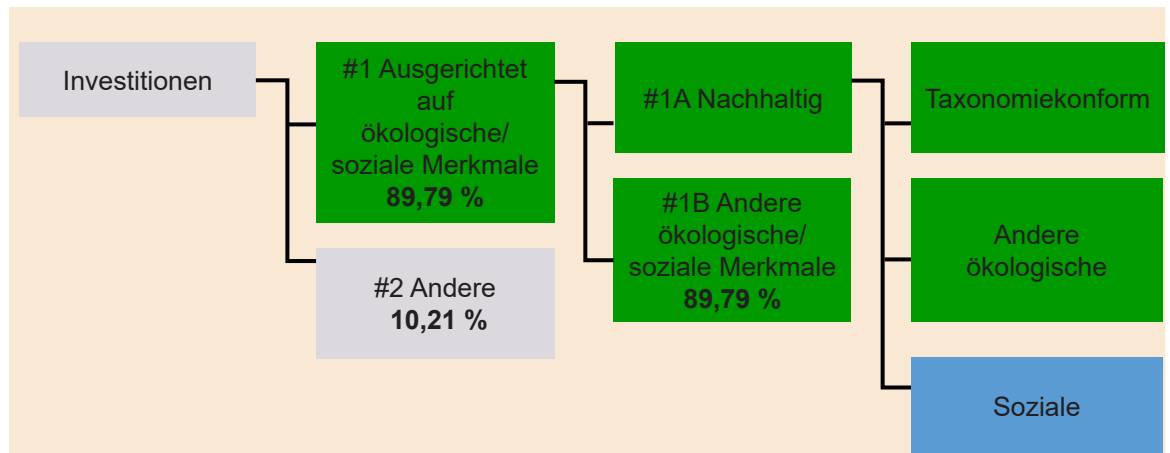 Investitionen
#1 Ausgerichtet
auf
ökologische/
soziale Merkmale
89,79 %
#2 Andere
10,21 %
#1A Nachhaltig
#1B Andere
ökologische/
soziale Merkmale
89,79 %
Taxonomiekonform
Andere
ökologische
Soziale